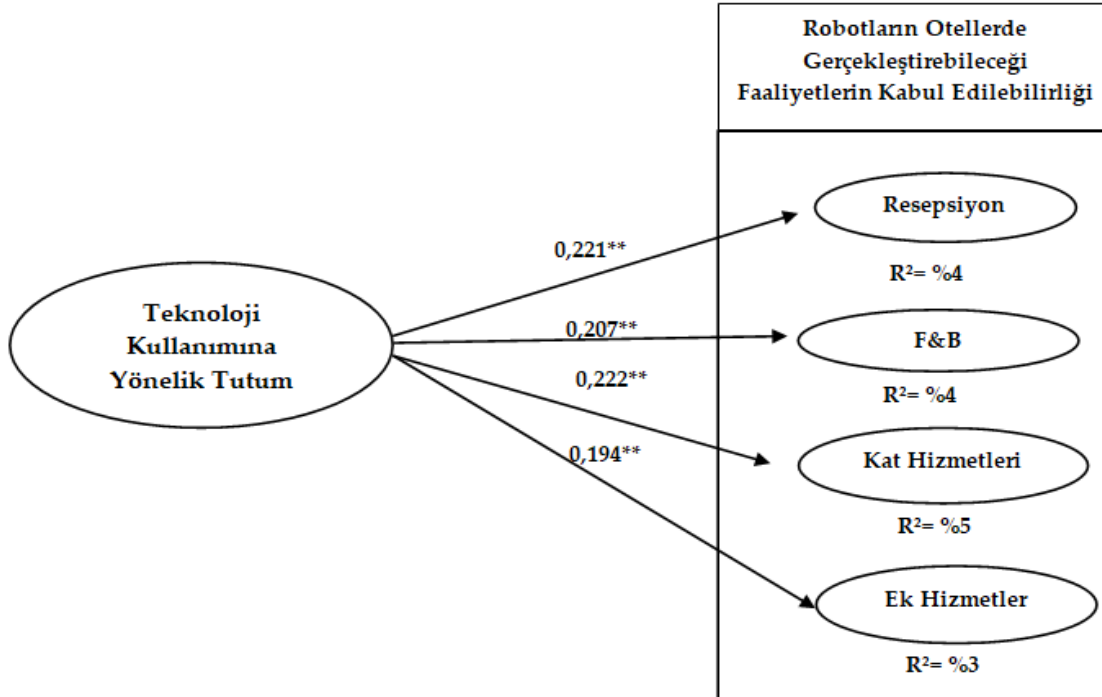 Robotların Otellerde
Gerçekleştirebileceği
Faaliyetlerin Kabul Edilebilirliği
Teknoloji
Kullanımına
Yönelik Tutum
0,221**
0,207**
0,222**
0,194**
Resepsiyon
R²= %4
F&B
R²= %4
Kat Hizmetleri
R²= %5
Ek Hizmetler
R²= %3